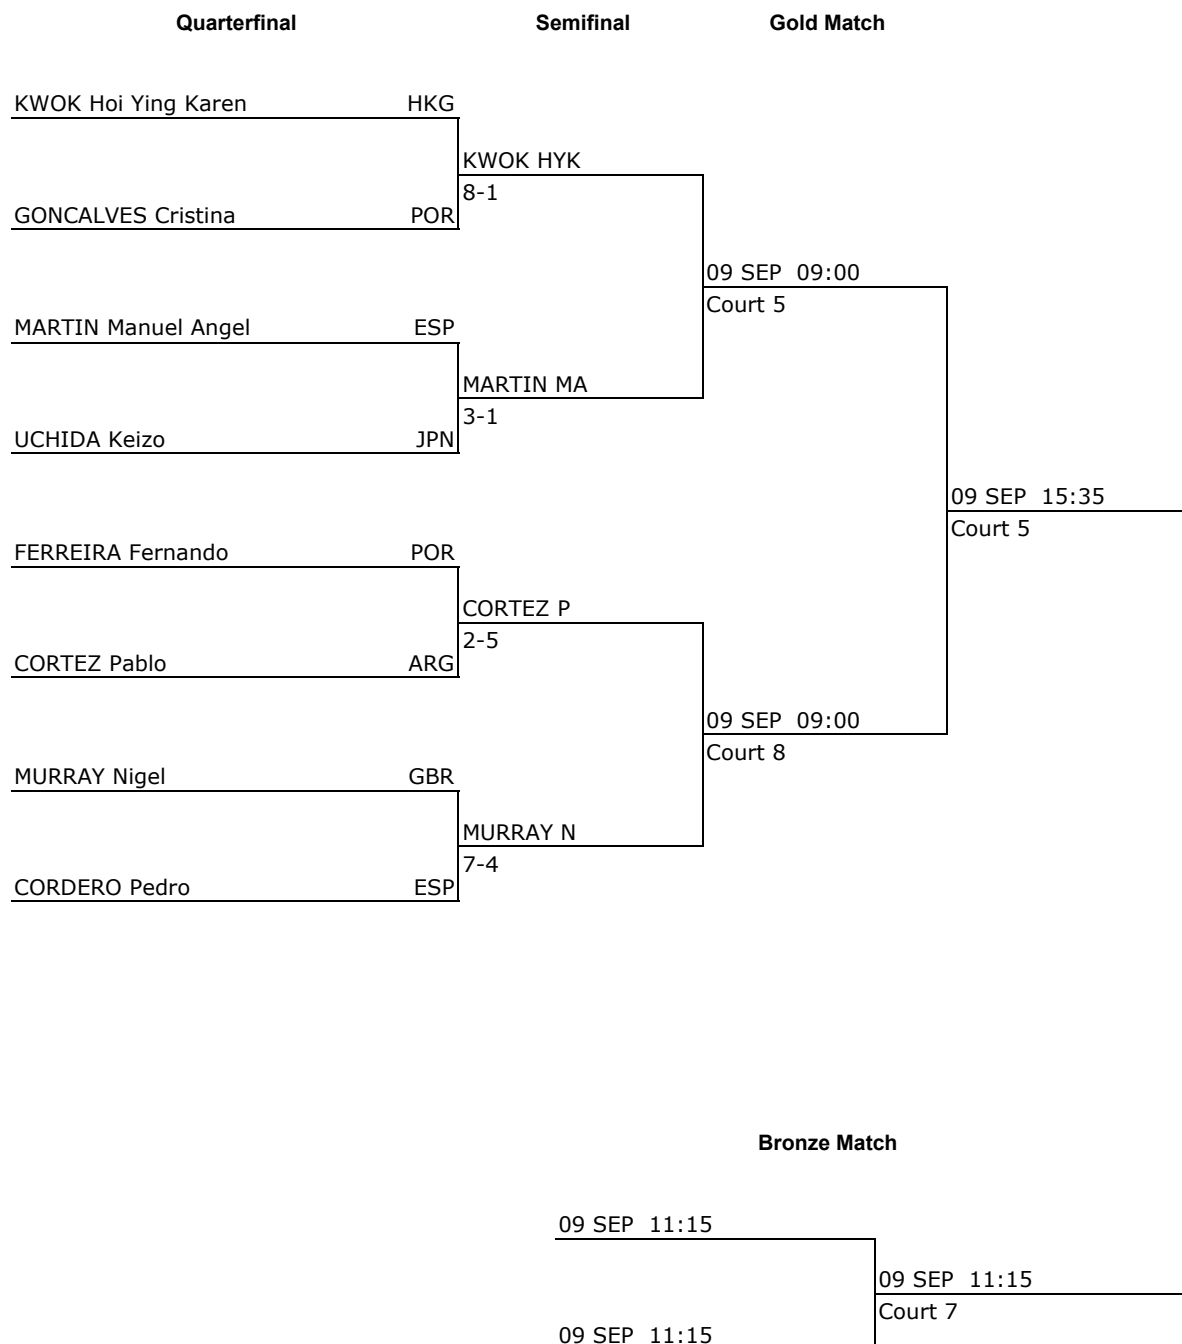 Quarterfinal Semifinal Gold Match
KWOK Hoi Ying Karen HKG
KWOK HYK
8-1
GONCALVES Cristina POR
09 SEP 09:00
Court 5
MARTIN Manuel Angel ESP
MARTIN MA
3-1
UCHIDA Keizo JPN
09 SEP 15:35
Court 5
FERREIRA Fernando POR
CORTEZ P
2-5
CORTEZ Pablo ARG
09 SEP 09:00
Court 8
MURRAY Nigel GBR
MURRAY N
7-4
CORDERO Pedro ESP
Bronze Match
09 SEP 11:15
09 SEP 11:15
Court 7
09 SEP 11:15